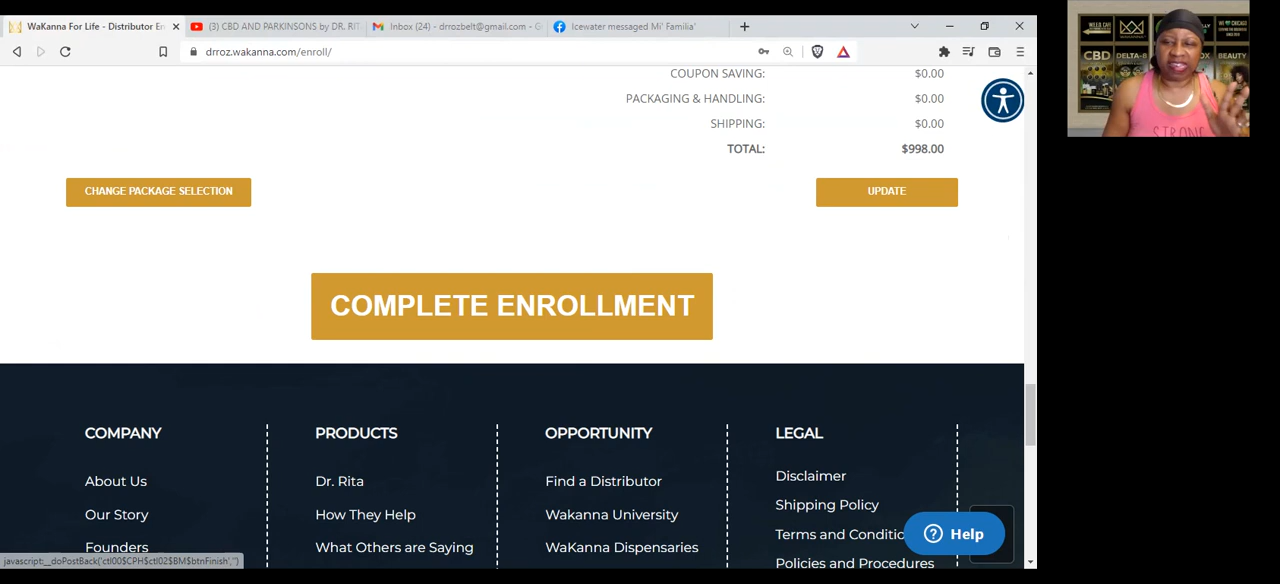 WaKanna For Life - Distributor En
(3) CBD AND PARKINSONS by DR. RIT
Inbox (24) - drrozbelt@gmail.com - G
Icewater messaged Mi' Familia'
drroz.wakanna.com/enroll/
COUPON SAVING: $0.00
PACKAGING & HANDLING: $0.00
SHIPPING: $0.00
TOTAL: $998.00
CHANGE PACKAGE SELECTION
UPDATE
COMPLETE ENROLLMENT
COMPANY
About Us
Our Story
Founders
PRODUCTS
Dr. Rita
How They Help
What Others are Saying
OPPORTUNITY
Find a Distributor
Wakanna University
WaKanna Dispensaries
LEGAL
Disclaimer
Shipping Policy
Terms and Conditio
Policies and Procedures
Help
javascript:__doPostBack('ctl00$CPH$ctl02$BM$btnFinish','')
CBD
DELTA-8
BEAUTY
STRONG